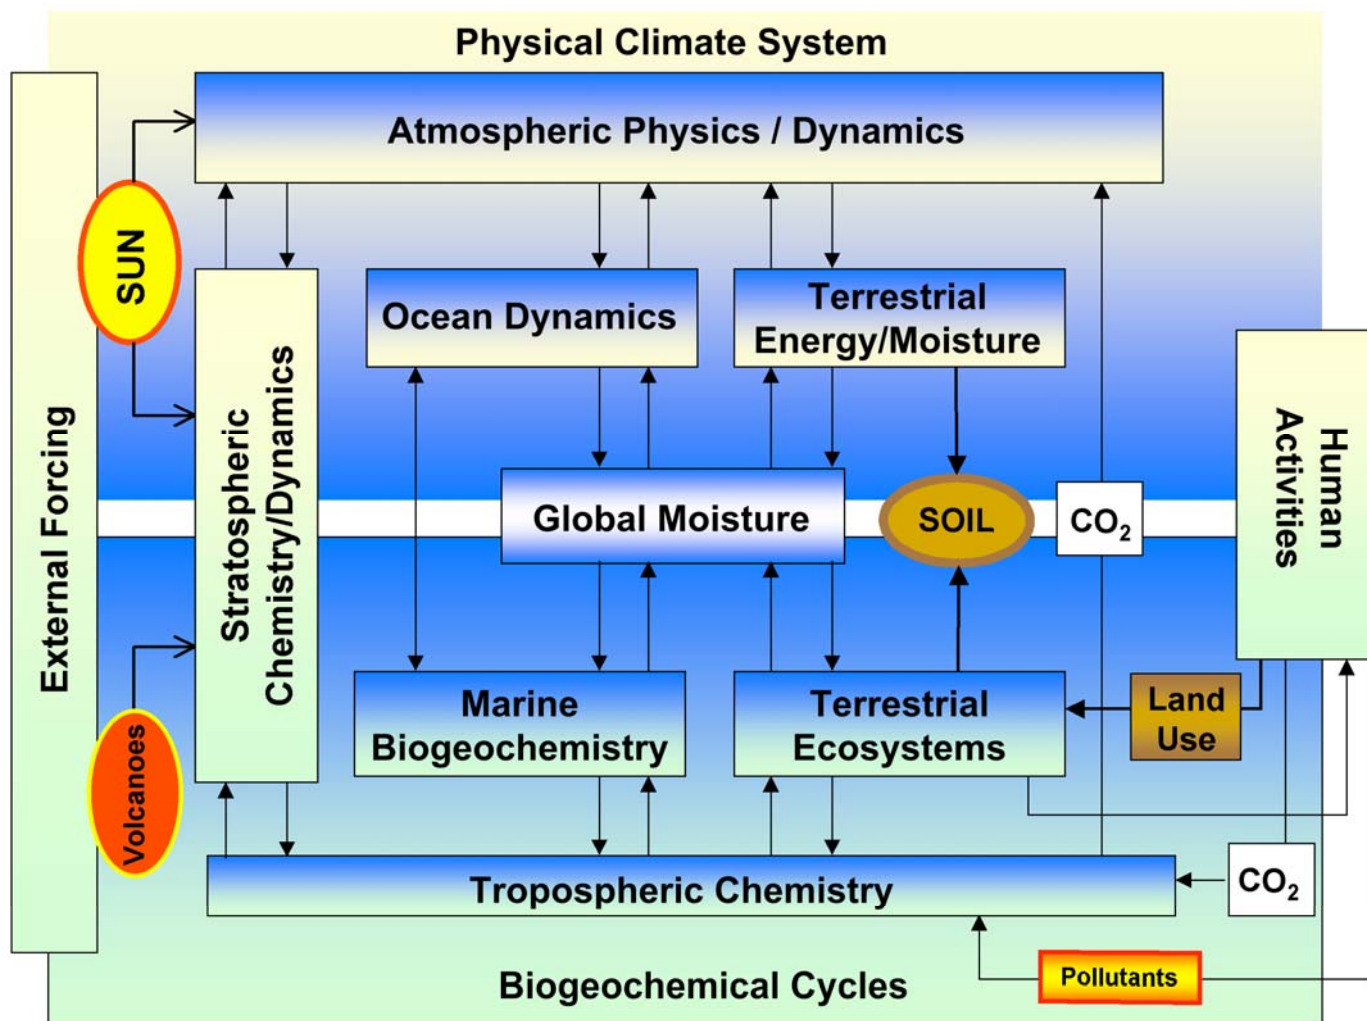 Physical Climate System
Atmospheric Physics / Dynamics
SUN
External Forcing
Stratospheric
Chemistry/Dynamics
Ocean Dynamics
Terrestrial
Energy/Moisture
Human
Activities
Global Moisture
SOIL
CO₂
Volcanoes
Marine
Biogeochemistry
Terrestrial
Ecosystems
Land
Use
Tropospheric Chemistry
CO₂
Pollutants
Biogeochemical Cycles